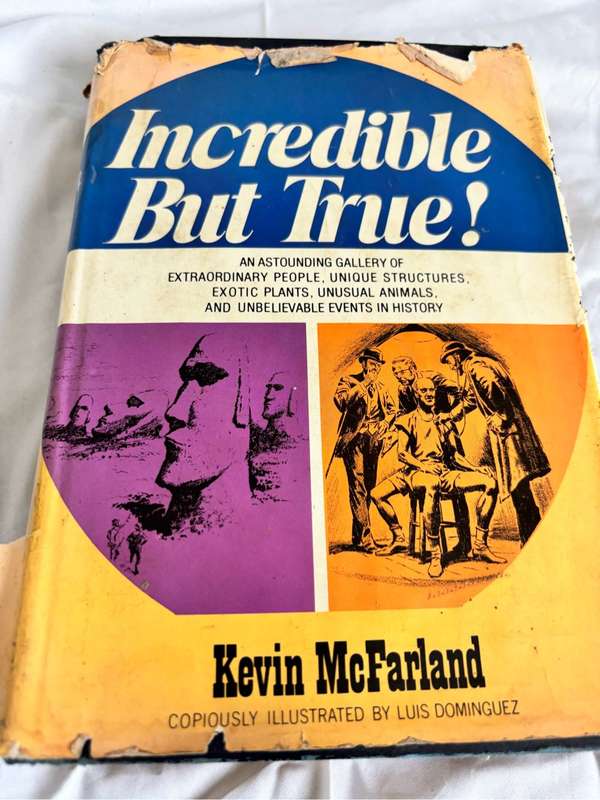 Incredible
But True!
AN ASTOUNDING GALLERY OF
EXTRAORDINARY PEOPLE, UNIQUE STRUCTURES,
EXOTIC PLANTS, UNUSUAL ANIMALS,
AND UNBELIEVABLE EVENTS IN HISTORY
Kevin McFarland
COPIOUSLY ILLUSTRATED BY LUIS DOMINGUEZ